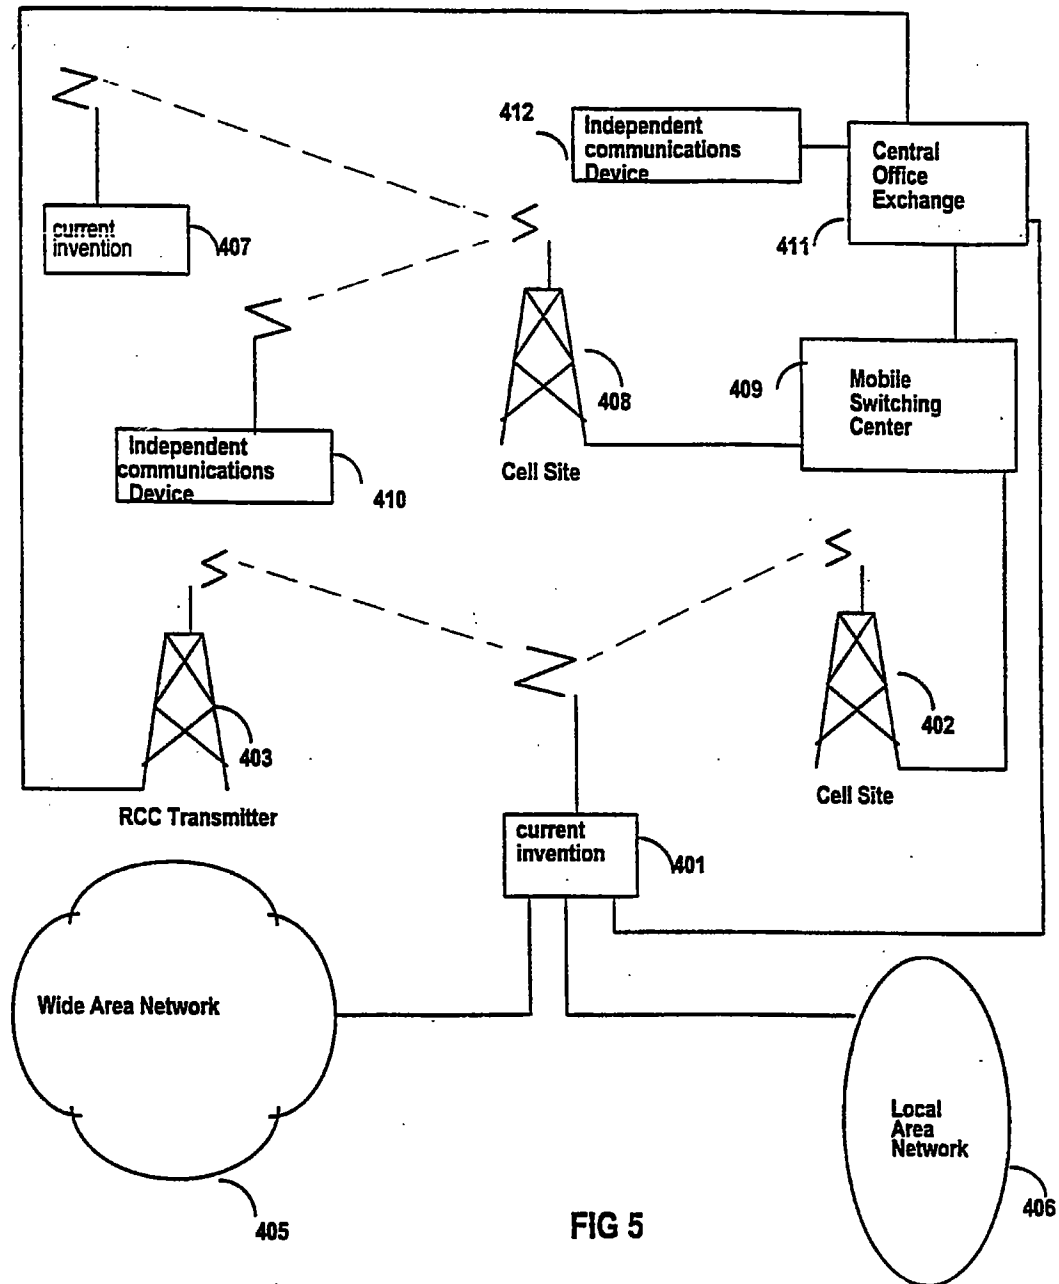 412
Independent
communications
Device
Central
Office
Exchange
411
current
invention
407
408
Cell Site
409
Mobile
Switching
Center
Independent
communications
Device
410
403
RCC Transmitter
402
Cell Site
current
invention
401
Wide Area Network
405
Local
Area
Network
406
FIG 5